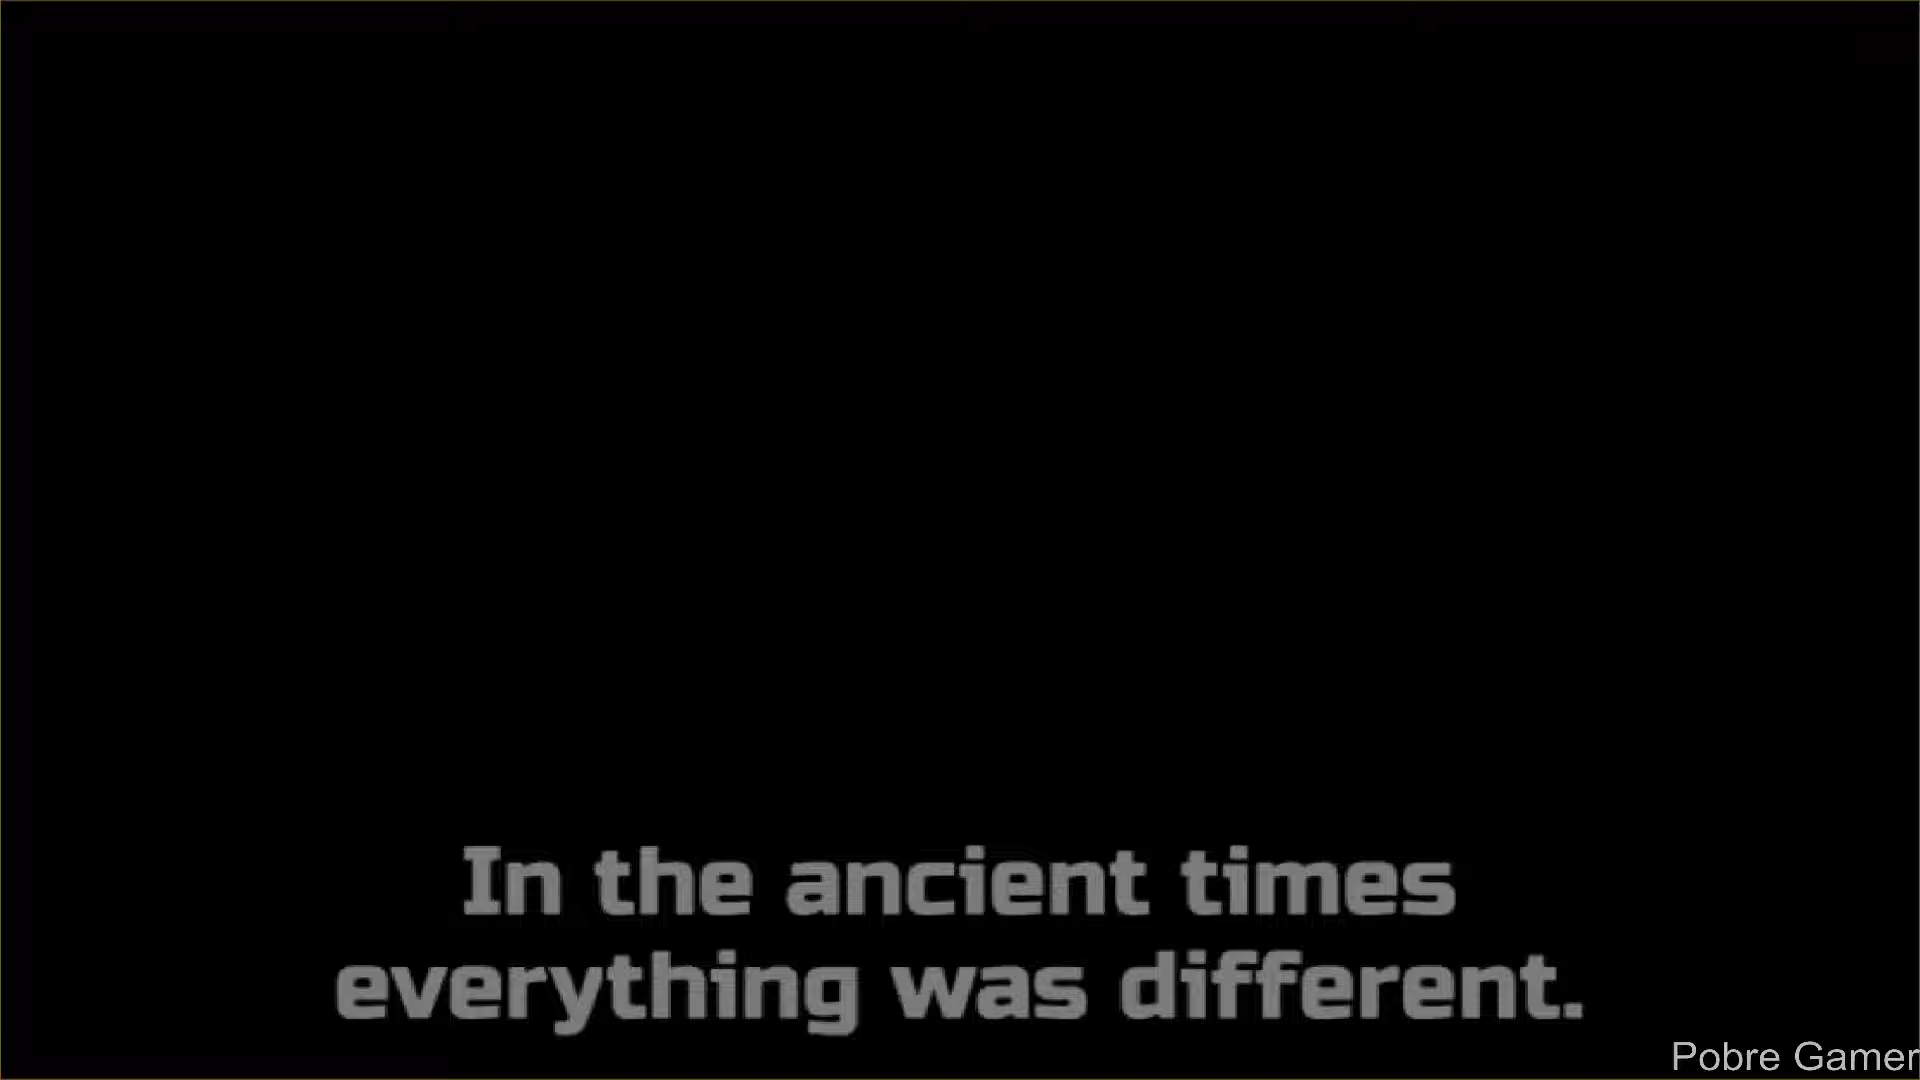 In the ancient times
everything was different.
Pobre Gamer